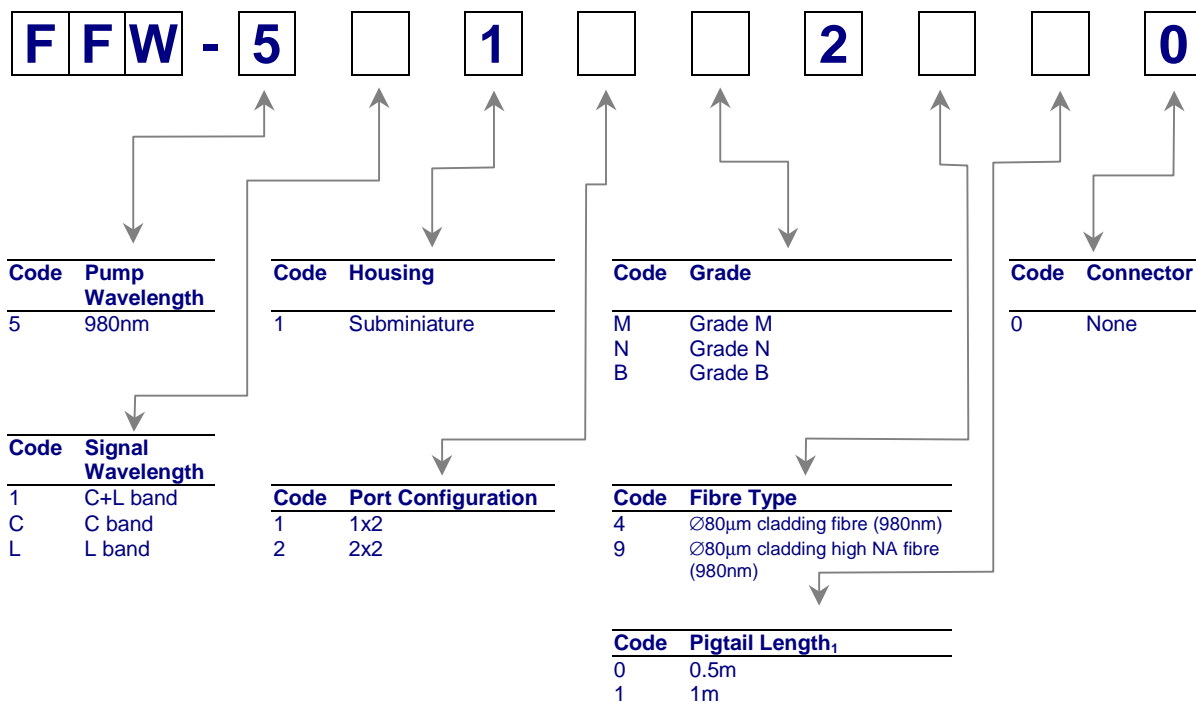 FFW - 5 1 2 0
Code Pump Wavelength
5 980nm
Code Housing
1 Subminiature
Code Grade
M Grade M
N Grade N
B Grade B
Code Connector
0 None
Code Signal Wavelength
1 C+L band
C C band
L L band
Code Port Configuration
1 1x2
2 2x2
Code Fibre Type
4 ∅80µm cladding fibre (980nm)
9 ∅80µm cladding high NA fibre
(980nm)
Code Pigtail Length₁
0 0.5m
1 1m